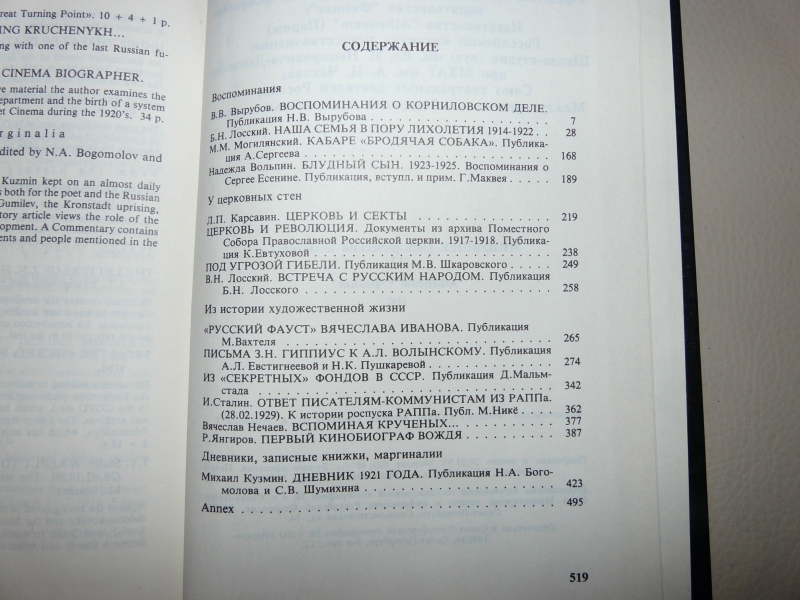 reat Turning Point». 10 + 4 + 1 p.
ING KRUCHENYKH...
ng with one of the last Russian fu-
CINEMA BIOGRAPHER.
ve material the author examines the
epartment and the birth of a system
et Cinema during the 1920's. 34 p.
rginalia
dited by N.A. Bogomolov and
Kuzmin kept on an almost daily
s both for the poet and the Russian
Gumilev, the Kronstadt uprising,
tory article views the role of the
opment. A Commentary contains
ents and people mentioned in the
СОДЕРЖАНИЕ
Воспоминания
В.В. Вырубов. ВОСПОМИНАНИЯ О КОРНИЛОВСКОМ ДЕЛЕ.
Публикация Н.В. Вырубова . . . . . . . . . . . . . . . . . . . 7
Б.Н. Лосский. НАША СЕМЬЯ В ПОРУ ЛИХОЛЕТИЯ 1914-1922 . . 28
М.М. Могилянский. КАБАРЕ «БРОДЯЧАЯ СОБАКА». Публика-
ция А.Сергеева . . . . . . . . . . . . . . . . . . . . . . . . 168
Надежда Вольпин. БЛУДНЫЙ СЫН. 1923-1925. Воспоминания о
Сергее Есенине. Публикация, вступл. и прим. Г.Маквея . . . . 189
У церковных стен
Л.П. Карсавин. ЦЕРКОВЬ И СЕКТЫ . . . . . . . . . . . . . . 219
ЦЕРКОВЬ И РЕВОЛЮЦИЯ. Документы из архива Поместного
Собора Православной Российской церкви. 1917-1918. Публика-
ция К.Евтуховой . . . . . . . . . . . . . . . . . . . . . . . 238
ПОД УГРОЗОЙ ГИБЕЛИ. Публикация М.В. Шкаровского . . . . . 249
В.Н. Лосский. ВСТРЕЧА С РУССКИМ НАРОДОМ. Публикация
Б.Н. Лосского . . . . . . . . . . . . . . . . . . . . . . . . 258
Из истории художественной жизни
«РУССКИЙ ФАУСТ» ВЯЧЕСЛАВА ИВАНОВА. Публикация
М.Вахтеля . . . . . . . . . . . . . . . . . . . . . . . . . . 265
ПИСЬМА З.Н. ГИППИУС К А.Л. ВОЛЫНСКОМУ. Публикация
А.Л. Евстигнеевой и Н.К. Пушкаревой . . . . . . . . . . . . . 274
ИЗ «СЕКРЕТНЫХ» ФОНДОВ В СССР. Публикация Д.Мальм-
стада . . . . . . . . . . . . . . . . . . . . . . . . . . . . 342
И.Сталин. ОТВЕТ ПИСАТЕЛЯМ-КОММУНИСТАМ ИЗ РАППа.
(28.02.1929). К истории роспуска РАППа. Публ. М.Никё . . . . 362
Вячеслав Нечаев. ВСПОМИНАЯ КРУЧЕНЫХ... . . . . . . . . . . 377
Р.Янгиров. ПЕРВЫЙ КИНОБИОГРАФ ВОЖДЯ . . . . . . . . . . . 387
Дневники, записные книжки, маргиналии
Михаил Кузмин. ДНЕВНИК 1921 ГОДА. Публикация Н.А. Бого-
молова и С.В. Шумихина . . . . . . . . . . . . . . . . . . . 423
Annex . . . . . . . . . . . . . . . . . . . . . . . . . . . . 495
519